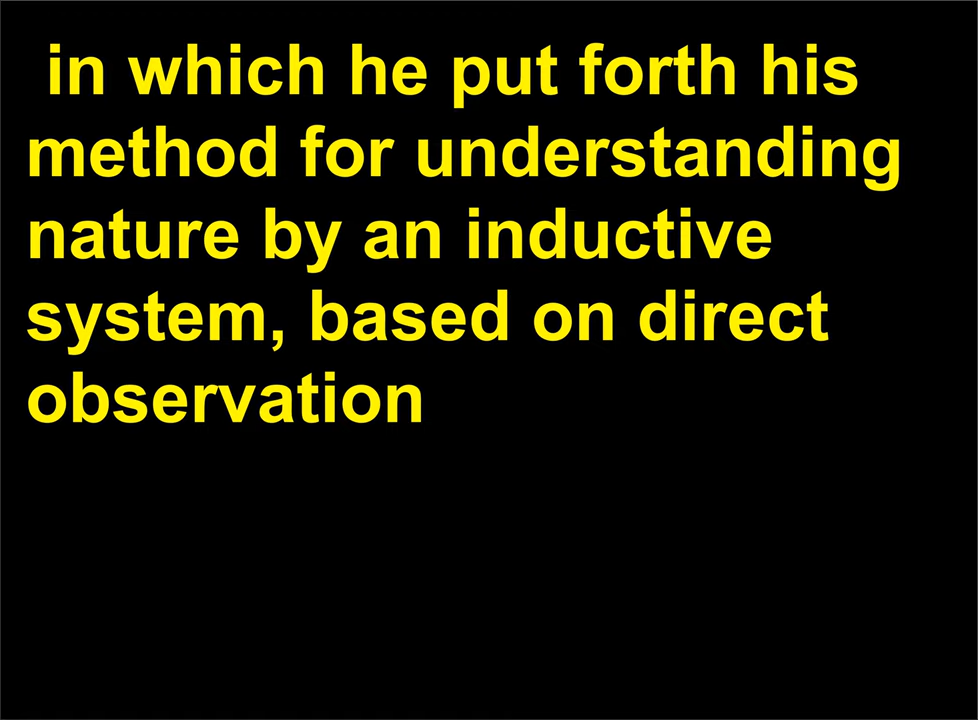 in which he put forth his
method for understanding
nature by an inductive
system, based on direct
observation